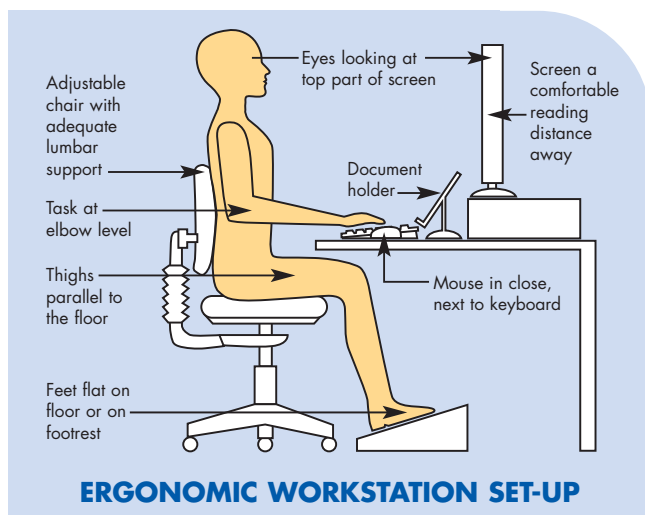 Eyes looking at
top part of screen
Adjustable
chair with
adequate
lumbar
support
Screen a
comfortable
reading
distance
away
Document
holder
Task at
elbow level
Thighs
parallel to
the floor
Mouse in close,
next to keyboard
Feet flat on
floor or on
footrest
ERGONOMIC WORKSTATION SET-UP